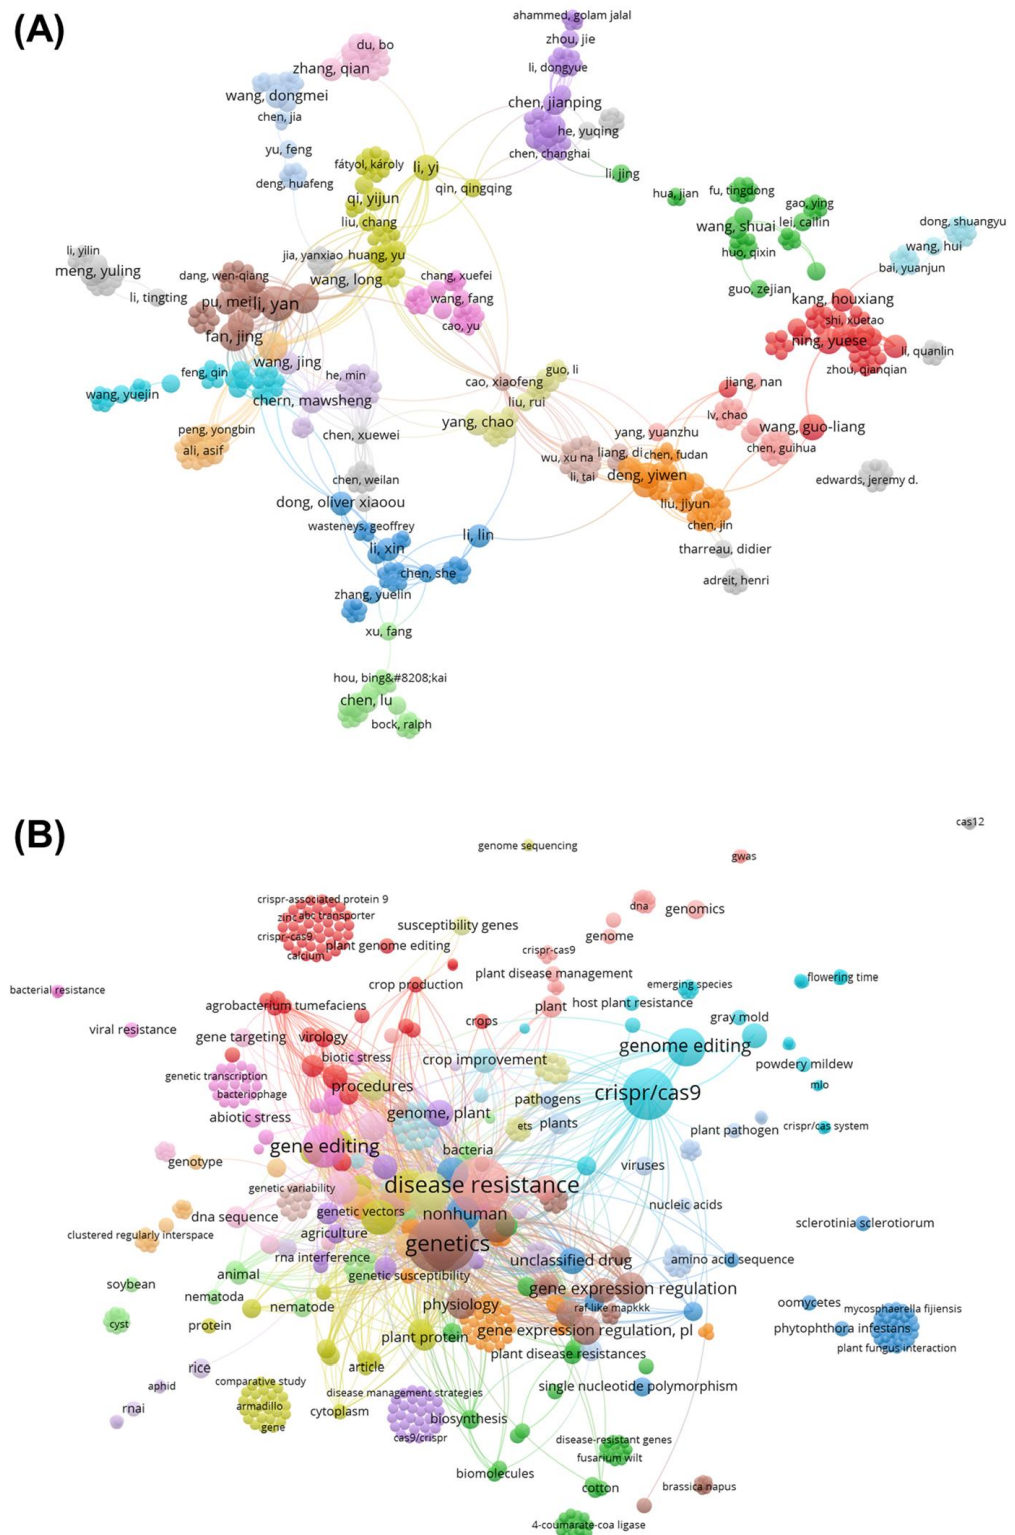 (A)
ahammed, golam jalal
zhou, jie
du, bo
zhang, qian
li, dongyue
wang, dongmei
chen, jianping
chen, jia
he, yuqing
yu, feng
chen, changhai
fátyol, károly
li, yi
li, jing
deng, huafeng
qin, qingqing
qi, yijun
hua, jian
fu, tingdong
gao, ying
liu, chang
wang, shuai
lei, cailin
dong, shuangyu
li, yilin
jia, yanxiao
huang, yu
huo, qixin
wang, hui
meng, yuling
dang, wen-qiang
wang, long
chang, xuefei
bai, yuanjun
li, tingting
pu, mei
li, yan
wang, fang
guo, zejian
kang, houxiang
cao, yu
shi, xuetao
fan, jing
ning, yuese
li, quanlin
wang, jing
guo, li
zhou, qianqian
feng, qin
he, min
cao, xiaofeng
jiang, nan
wang, yuejin
chern, mawsheng
liu, rui
lv, chao
yang, chao
wang, guo-liang
peng, yongbin
chen, xuewei
yang, yuanzhu
chen, guihua
ali, asif
wu, xu na
liang, di
chen, fudan
chen, weilan
li, tai
deng, yiwen
edwards, jeremy d.
dong, oliver xiaoou
liu, jiyun
wasteneys, geoffrey
chen, jin
li, lin
li, xin
tharreau, didier
chen, she
adreit, henri
zhang, yuelin
xu, fang
hou, bing&#8208;kai
chen, lu
bock, ralph
(B)
cas12
genome sequencing
gwas
crispr-associated protein 9
zinc
abc transporter
dna
genomics
susceptibility genes
crispr-cas9
plant genome editing
genome
calcium
crispr-cas9
plant disease management
flowering time
bacterial resistance
crop production
emerging species
agrobacterium tumefaciens
plant
host plant resistance
viral resistance
crops
gray mold
gene targeting
virology
genome editing
biotic stress
crop improvement
powdery mildew
genetic transcription
procedures
mlo
bacteriophage
crispr/cas9
pathogens
abiotic stress
genome, plant
ets
plants
plant pathogen
crispr/cas system
gene editing
bacteria
genotype
viruses
disease resistance
genetic variability
nucleic acids
genetic vectors
nonhuman
dna sequence
sclerotinia sclerotiorum
clustered regularly interspace
agriculture
genetics
rna interference
unclassified drug
amino acid sequence
animal
genetic susceptibility
soybean
gene expression regulation
nematoda
nematode
physiology
raf-like mapkkk
oomycetes
mycosphaerella fijiensis
cyst
protein
plant protein
gene expression regulation, pl
phytophthora infestans
plant fungus interaction
plant disease resistances
rice
article
comparative study
aphid
disease management strategies
single nucleotide polymorphism
armadillo
rnai
cytoplasm
biosynthesis
gene
cas9/crispr
disease-resistant genes
fusarium wilt
biomolecules
cotton
brassica napus
4-coumarate-coa ligase